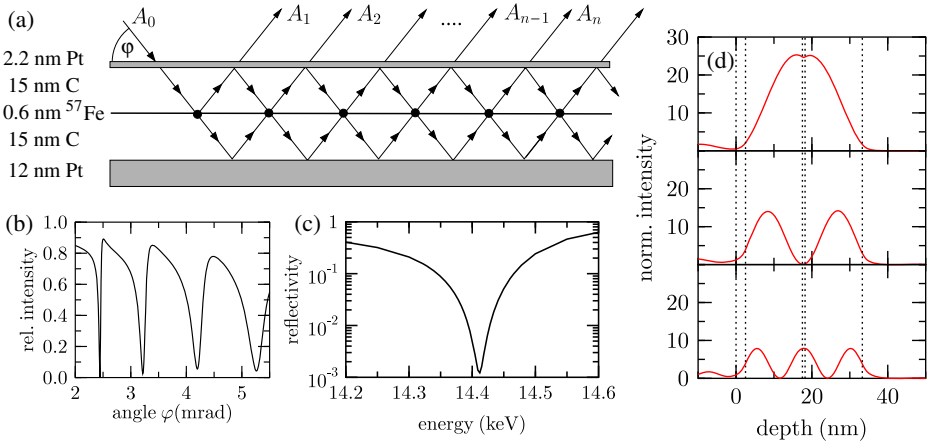 (a)
A₀ A₁ A₂ .... Aₙ₋₁ Aₙ
φ
2.2 nm Pt
15 nm C
0.6 nm ⁵⁷Fe
15 nm C
12 nm Pt
(b)
rel. intensity
1.0
0.8
0.6
0.4
0.2
0.0
2 3 4 5
angle φ(mrad)
(c)
reflectivity
1
10⁻¹
10⁻²
10⁻³
14.2 14.3 14.4 14.5 14.6
energy (keV)
(d)
norm. intensity
30
25
20
10
20
10
20
10
0
0 20 40
depth (nm)